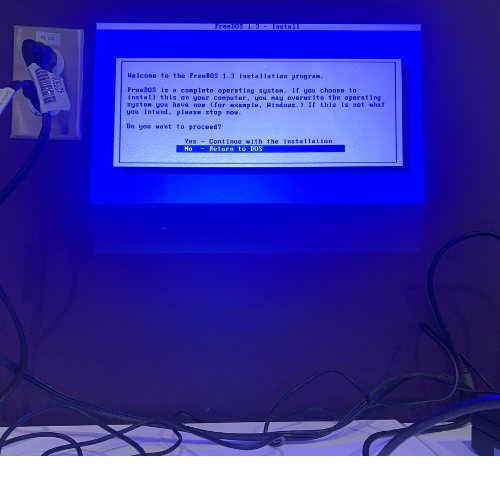 FreeDOS 1.3 - Install
Welcome to the FreeDOS 1.3 installation program.
FreeDOS is a complete operating system. If you choose to
install this on your computer, you may overwrite the operating
system you have now (for example, Windows.) If this is not what
you intend, please stop now.
Do you want to proceed?
Yes - Continue with the installation
No - Return to DOS